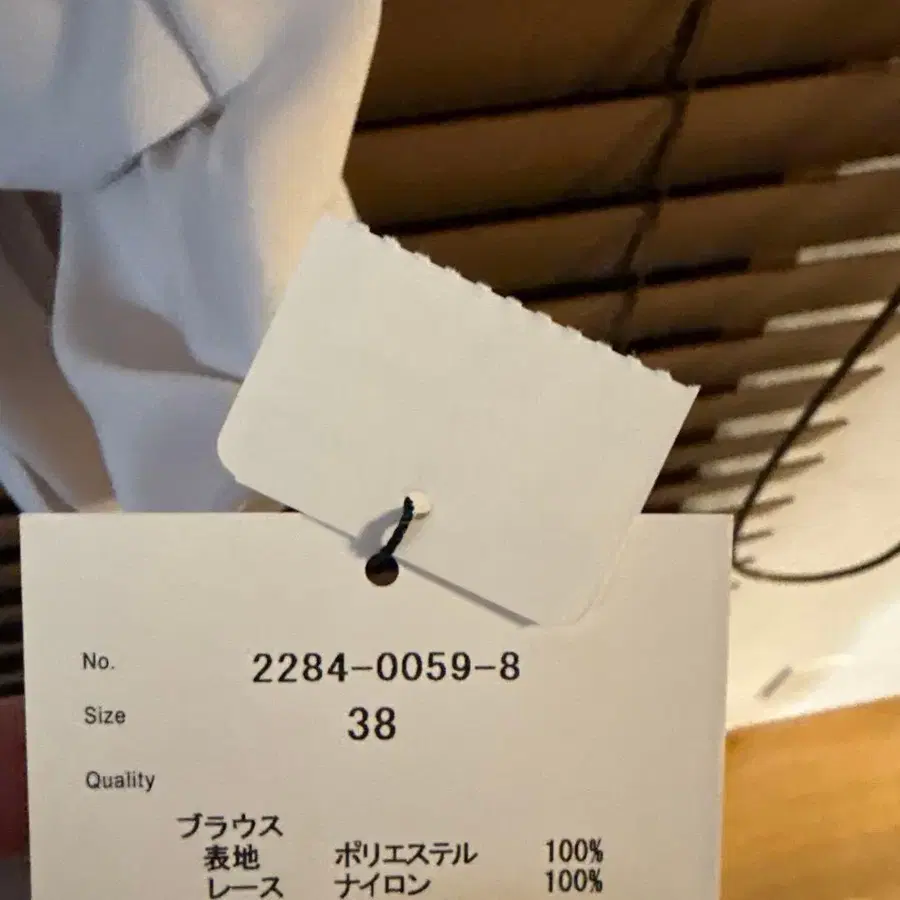 No. 2284-0059-8
Size 38
Quality
ブラウス
表地 ポリエステル 100%
レース ナイロン 100%